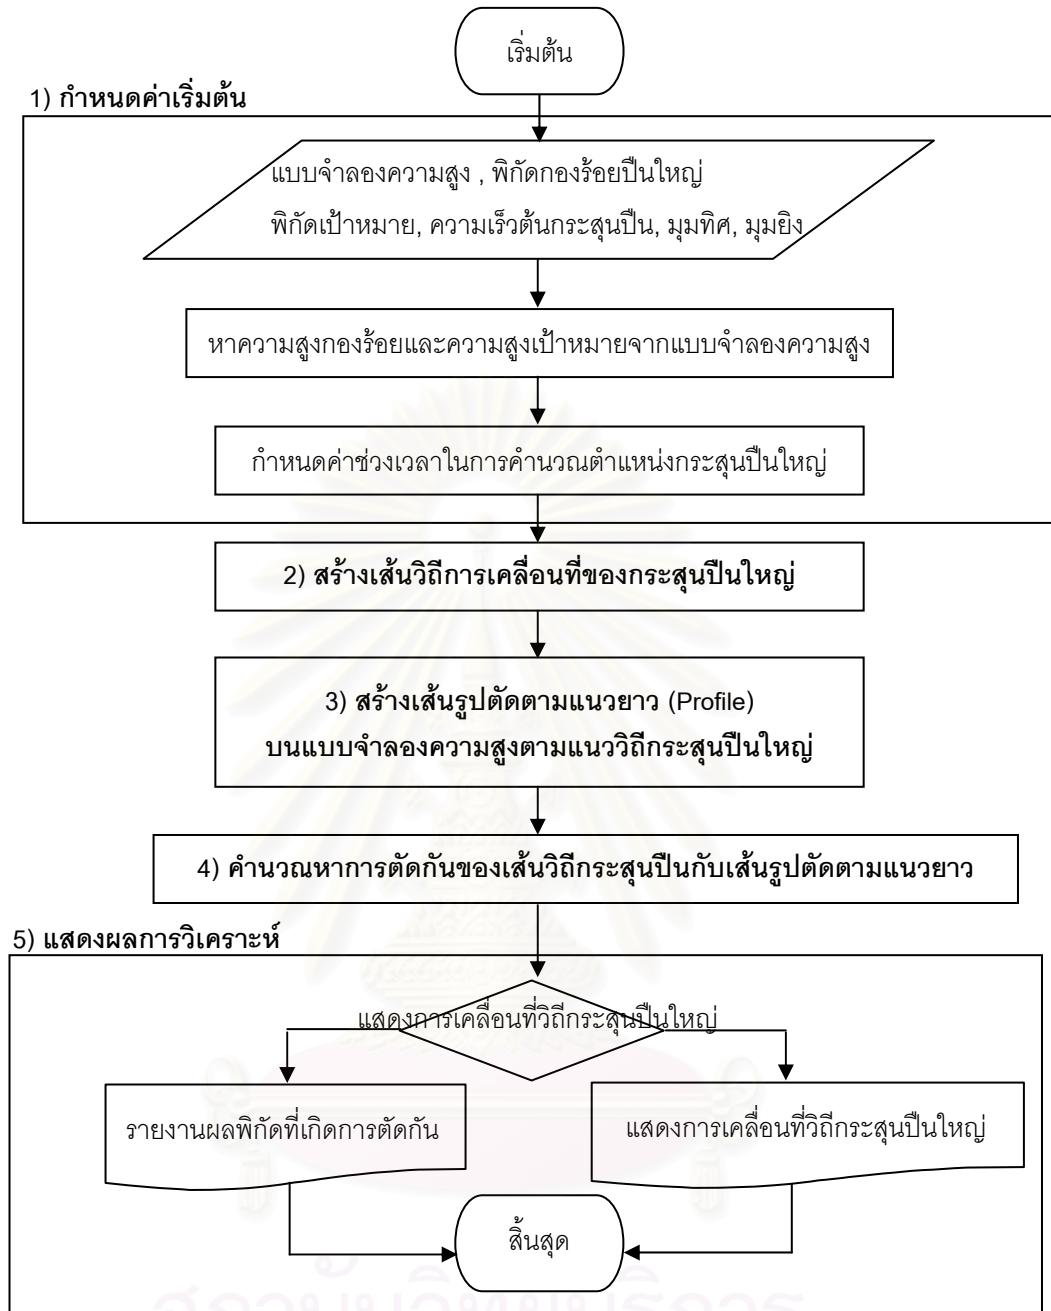 เริ่มต้น
1) กำหนดค่าเริ่มต้น
แบบจำลองความสูง , พิกัดกองร้อยปืนใหญ่
พิกัดเป้าหมาย, ความเร็วต้นกระสุนปืน, มุมทิศ, มุมยิง
หาความสูงกองร้อยและความสูงเป้าหมายจากแบบจำลองความสูง
กำหนดค่าช่วงเวลาในการคำนวณตำแหน่งกระสุนปืนใหญ่
2) สร้างเส้นวิถีการเคลื่อนที่ของกระสุนปืนใหญ่
3) สร้างเส้นรูปตัดตามแนวยาว (Profile)
บนแบบจำลองความสูงตามแนววิถีกระสุนปืนใหญ่
4) คำนวณหาการตัดกันของเส้นวิถีกระสุนปืนกับเส้นรูปตัดตามแนวยาว
5) แสดงผลการวิเคราะห์
แสดงการเคลื่อนที่วิถีกระสุนปืนใหญ่
รายงานผลพิกัดที่เกิดการตัดกัน
แสดงการเคลื่อนที่วิถีกระสุนปืนใหญ่
สิ้นสุด
สถาบันวิทยบริการ